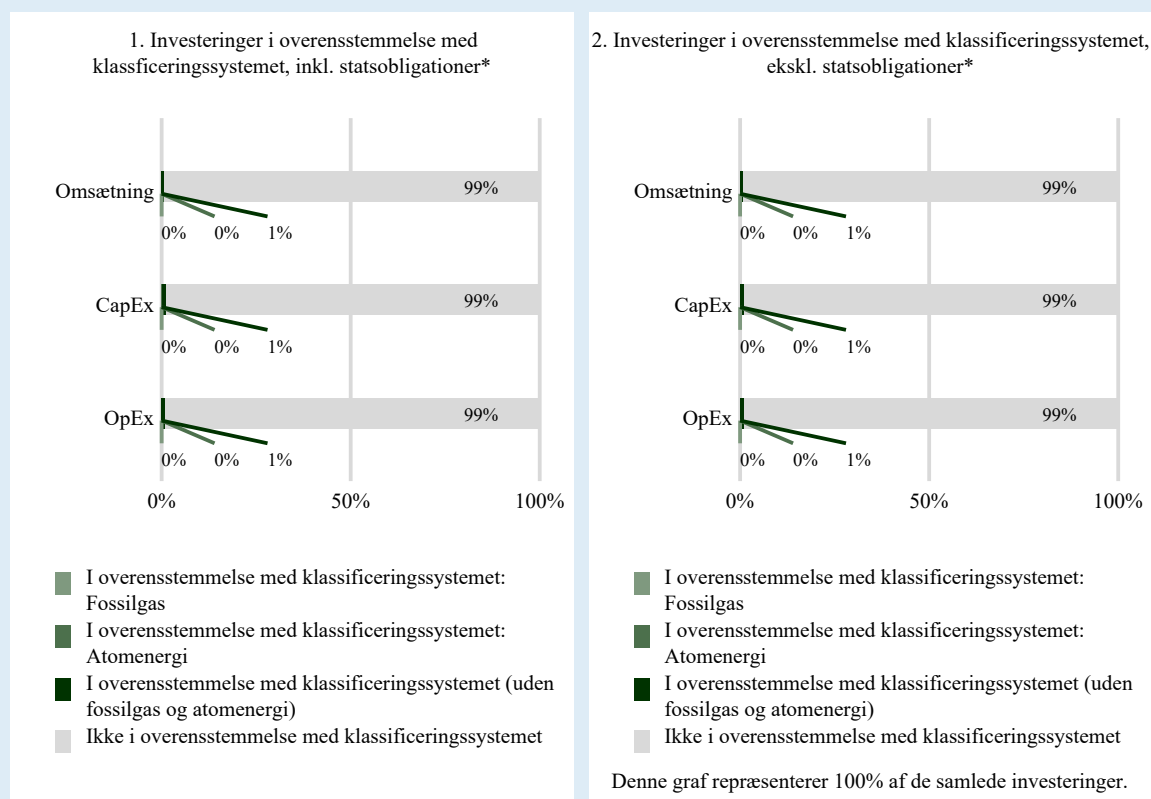 1. Investeringer i overensstemmelse med
klassficeringssystemet, inkl. statsobligationer*
Omsætning
99%
0% 0% 1%
CapEx
99%
0% 0% 1%
OpEx
99%
0% 0% 1%
0% 50% 100%
I overensstemmelse med klassificeringssystemet:
Fossilgas
I overensstemmelse med klassificeringssystemet:
Atomenergi
I overensstemmelse med klassificeringssystemet (uden
fossilgas og atomenergi)
Ikke i overensstemmelse med klassificeringssystemet
2. Investeringer i overensstemmelse med klassificeringssystemet,
ekskl. statsobligationer*
Omsætning
99%
0% 0% 1%
CapEx
99%
0% 0% 1%
OpEx
99%
0% 0% 1%
0% 50% 100%
I overensstemmelse med klassificeringssystemet:
Fossilgas
I overensstemmelse med klassificeringssystemet:
Atomenergi
I overensstemmelse med klassificeringssystemet (uden
fossilgas og atomenergi)
Ikke i overensstemmelse med klassificeringssystemet
Denne graf repræsenterer 100% af de samlede investeringer.